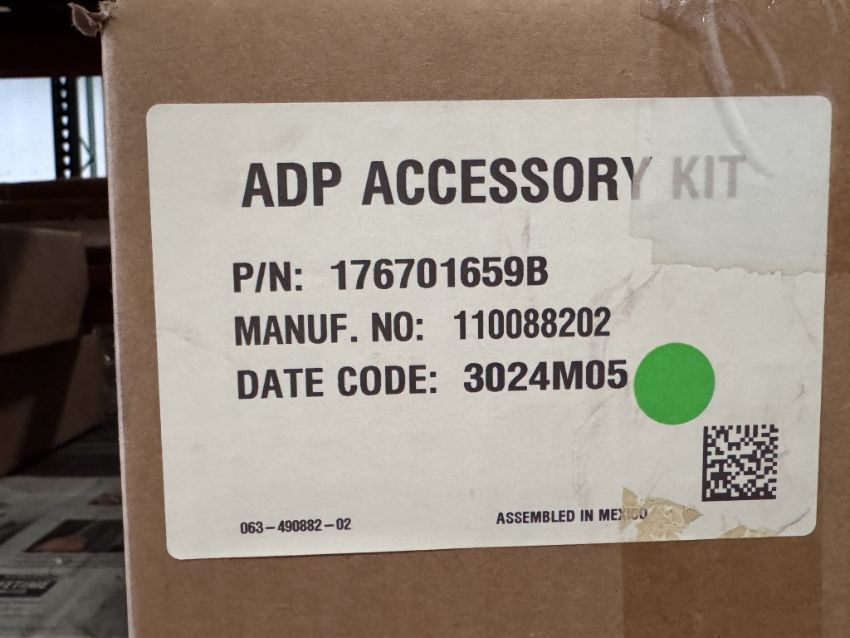 ADP ACCESSORY KIT
P/N: 176701659B
MANUF. NO: 110088202
DATE CODE: 3024M05
063-490882-02
ASSEMBLED IN MEXICO